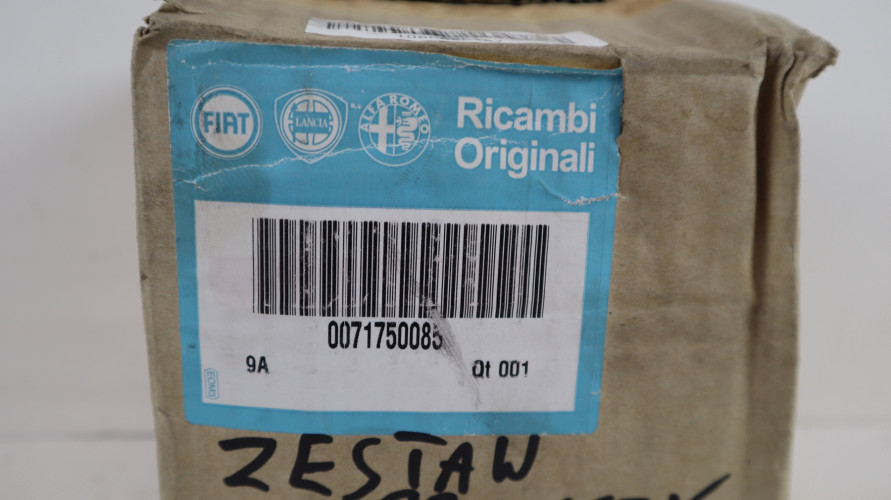 FIAT
LANCIA
ALFA ROMEO
Ricambi
Originali
0071750085
9A
Qt 001
ZESTAW